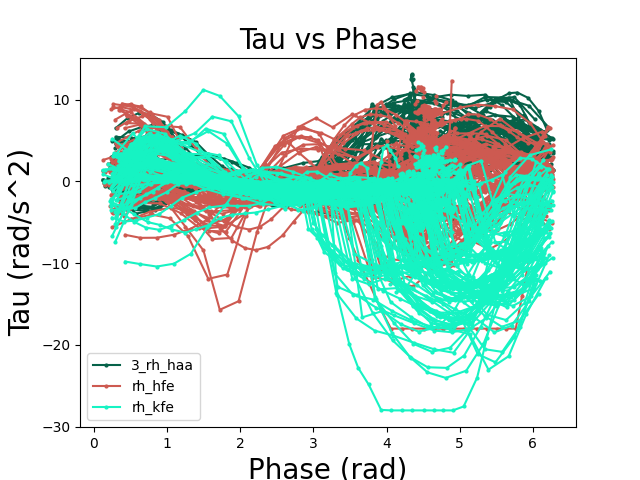 Tau vs Phase
Tau (rad/s^2)
10
0
−10
−20
−30
3_rh_haa
rh_hfe
rh_kfe
0 1 2 3 4 5 6
Phase (rad)